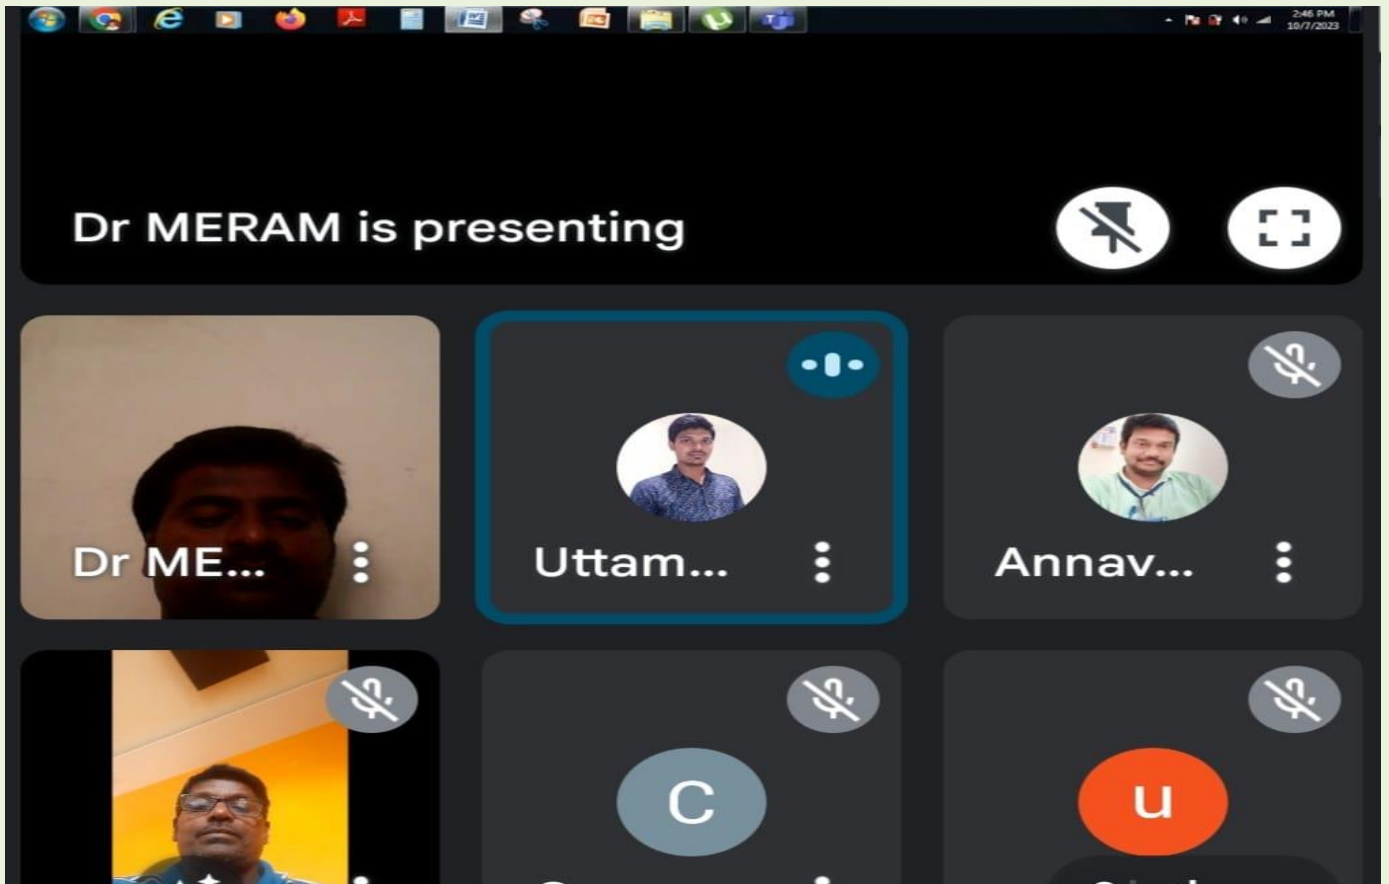 2:46 PM
10/7/2023
Dr MERAM is presenting
Dr ME...
Uttam...
Annav...
C
u